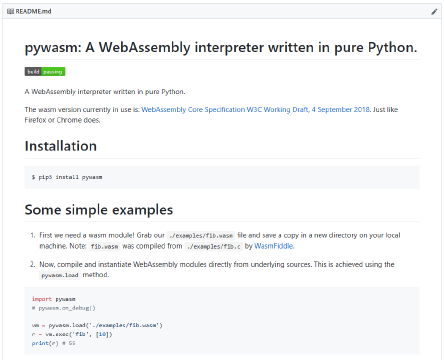 README.md
pywasm: A WebAssembly interpreter written in pure Python.
build passing
A WebAssembly interpreter written in pure Python.
The wasm version currently in use is: WebAssembly Core Specification W3C Working Draft, 4 September 2018. Just like
Firefox or Chrome does.
Installation
$ pip3 install pywasm
Some simple examples
1. First we need a wasm module! Grab our ./examples/fib.wasm file and save a copy in a new directory on your local
machine. Note: fib.wasm was compiled from ./examples/fib.c by WasmFiddle.
2. Now, compile and instantiate WebAssembly modules directly from underlying sources. This is achieved using the
pywasm.load method.
import pywasm
# pywasm.on_debug()
vm = pywasm.load('./examples/fib.wasm')
r = vm.exec('fib', [10])
print(r) # 55